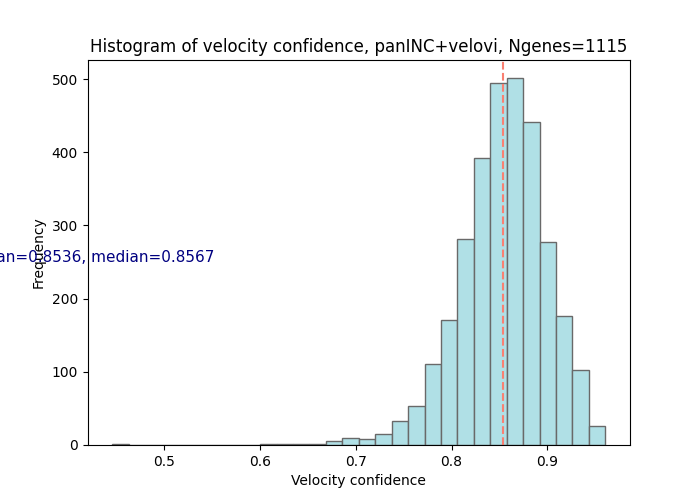 Histogram of velocity confidence, panINC+velovi, Ngenes=1115
500
400
300
200
100
0
Frequency
an=0.8536, median=0.8567
0.5 0.6 0.7 0.8 0.9
Velocity confidence